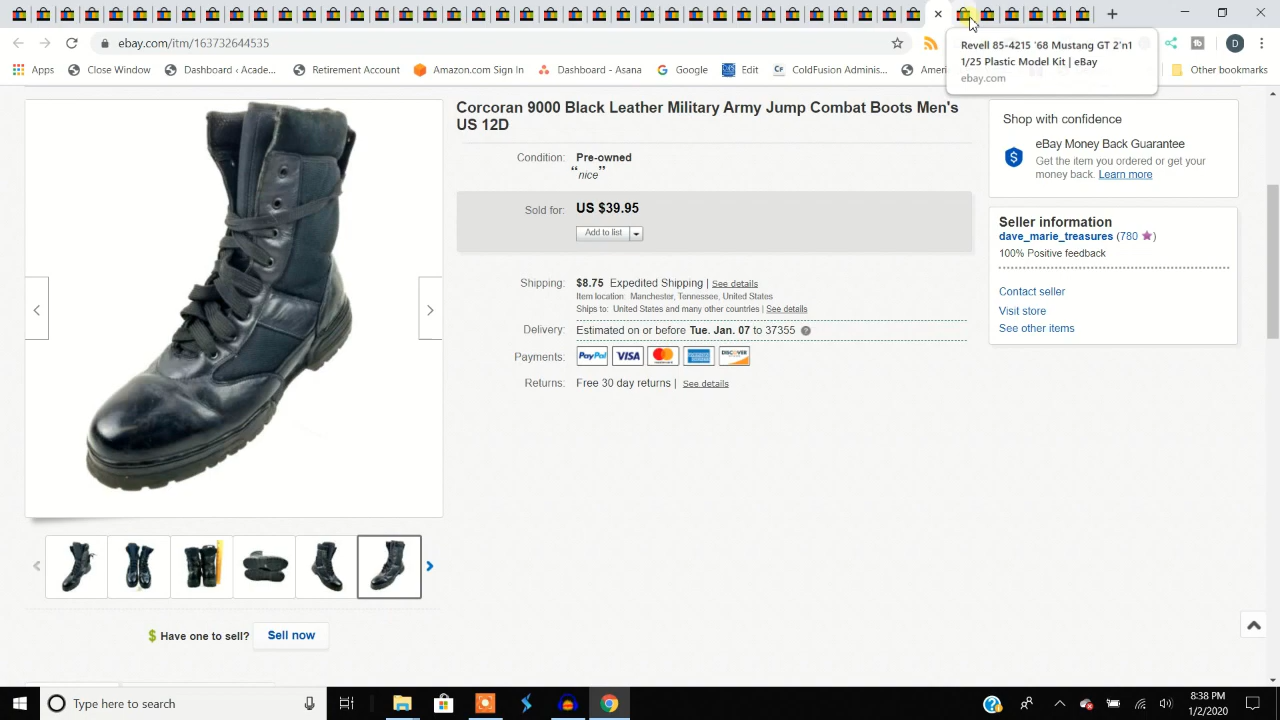 ebay.com/itm/163732644535
D
Revell 85-4215 '68 Mustang GT 2'n1
1/25 Plastic Model Kit | eBay
ebay.com
Apps
Close Window
Dashboard ‹ Acade...
Retirement Account
Amazon.com Sign In
Dashboard - Asana
Google
Edit
ColdFusion Adminis...
Ameri
Other bookmarks
Corcoran 9000 Black Leather Military Army Jump Combat Boots Men's
US 12D
Condition: Pre-owned
“nice”
Sold for: US $39.95
Add to list
Shipping: $8.75 Expedited Shipping | See details
Item location: Manchester, Tennessee, United States
Ships to: United States and many other countries | See details
Delivery: Estimated on or before Tue. Jan. 07 to 37355
Payments: PayPal VISA MasterCard DISCOVER
Returns: Free 30 day returns | See details
Shop with confidence
eBay Money Back Guarantee
Get the item you ordered or get your
money back. Learn more
Seller information
dave_marie_treasures (780 )
100% Positive feedback
Contact seller
Visit store
See other items
Have one to sell? Sell now
Type here to search
8:38 PM
1/2/2020